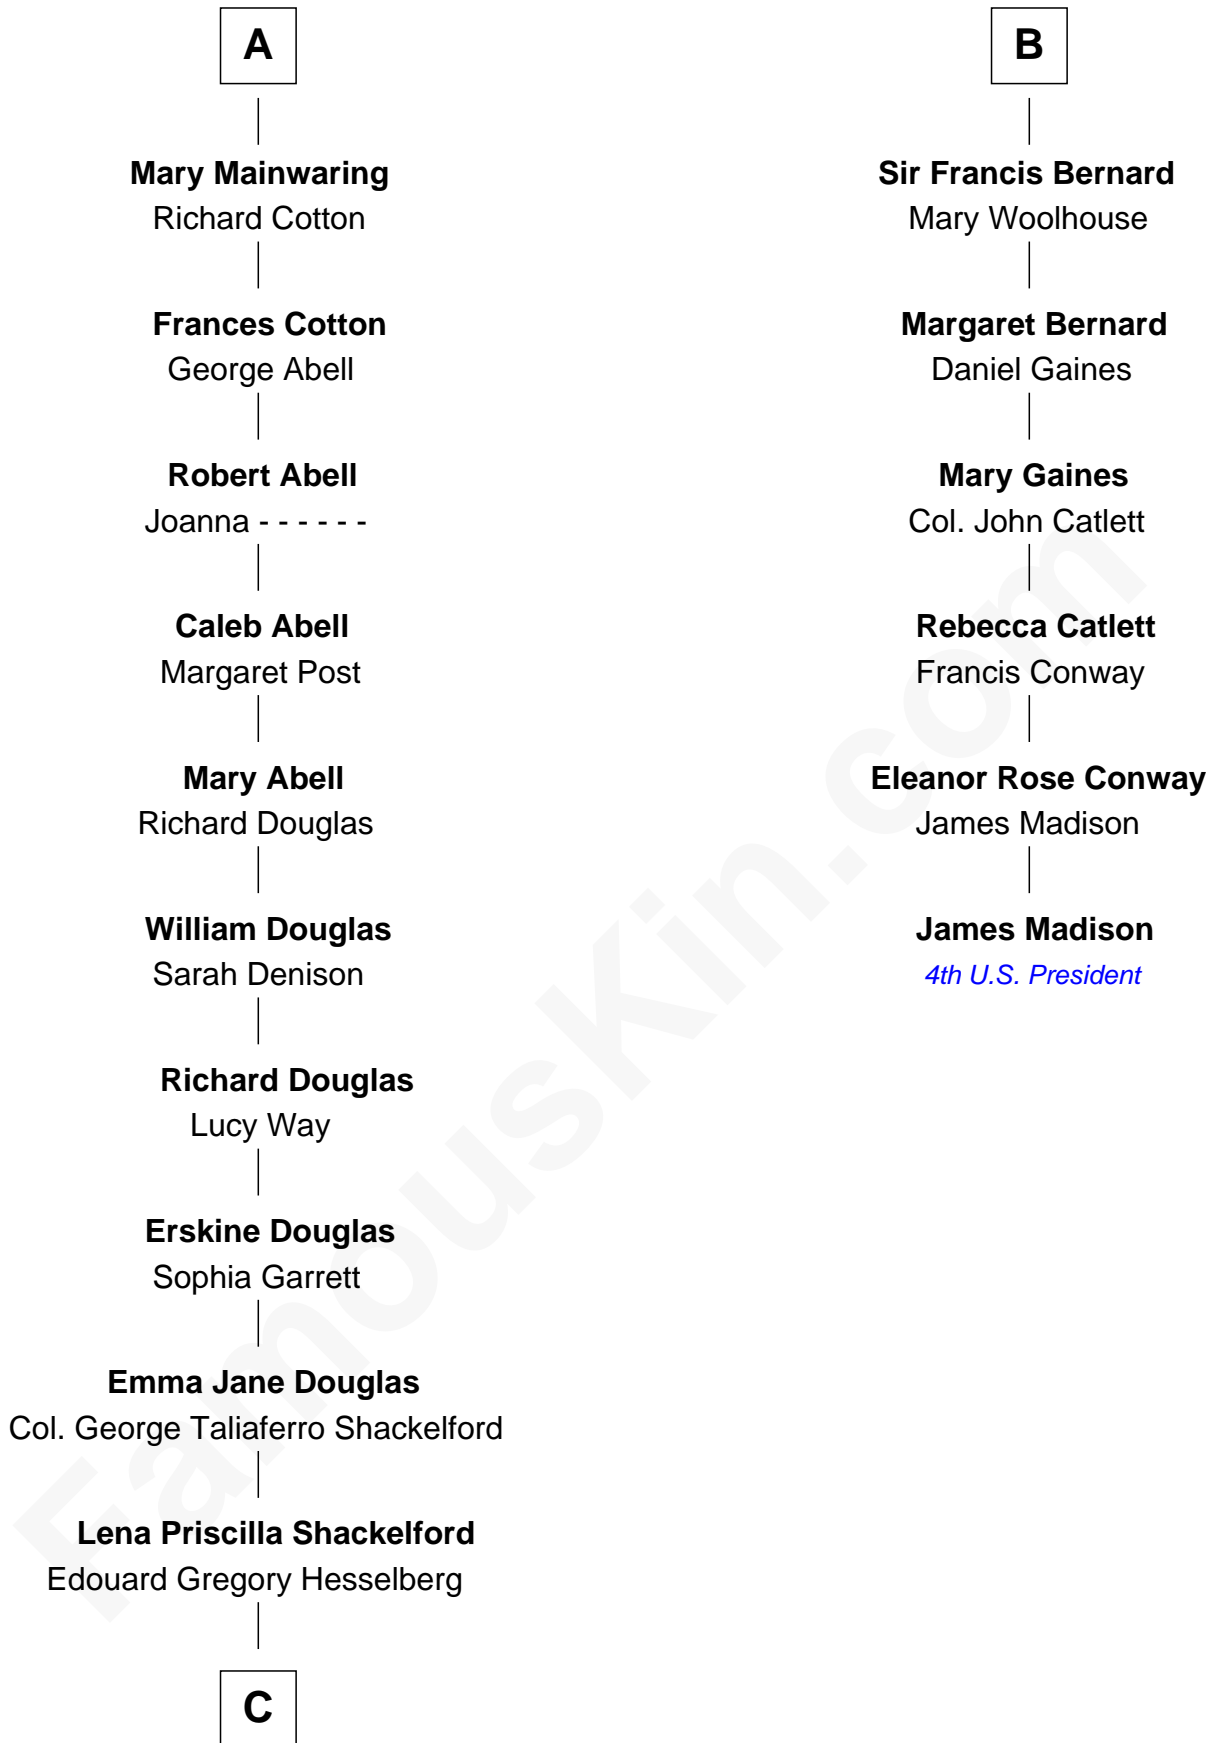 A
Mary Mainwaring
Richard Cotton
Frances Cotton
George Abell
Robert Abell
Joanna - - - - - -
Caleb Abell
Margaret Post
Mary Abell
Richard Douglas
William Douglas
Sarah Denison
Richard Douglas
Lucy Way
Erskine Douglas
Sophia Garrett
Emma Jane Douglas
Col. George Taliaferro Shackelford
Lena Priscilla Shackelford
Edouard Gregory Hesselberg
C
B
Sir Francis Bernard
Mary Woolhouse
Margaret Bernard
Daniel Gaines
Mary Gaines
Col. John Catlett
Rebecca Catlett
Francis Conway
Eleanor Rose Conway
James Madison
James Madison
4th U.S. President
FamousKin.com